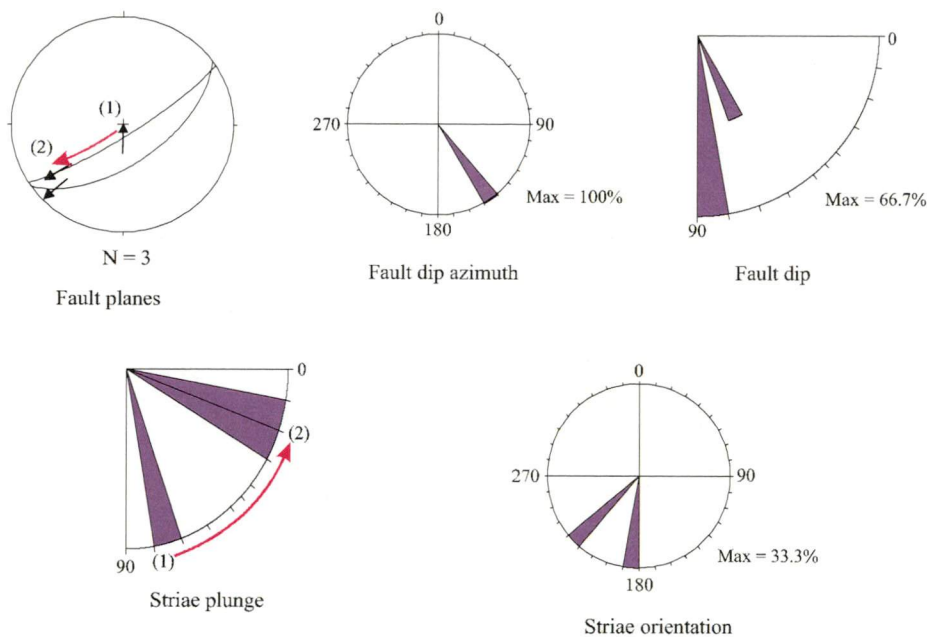 (1)
(2)
N = 3
Fault planes
0
270
90
180
Max = 100%
Fault dip azimuth
0
90
Max = 66.7%
Fault dip
0
(2)
90
(1)
Striae plunge
0
270
90
180
Max = 33.3%
Striae orientation